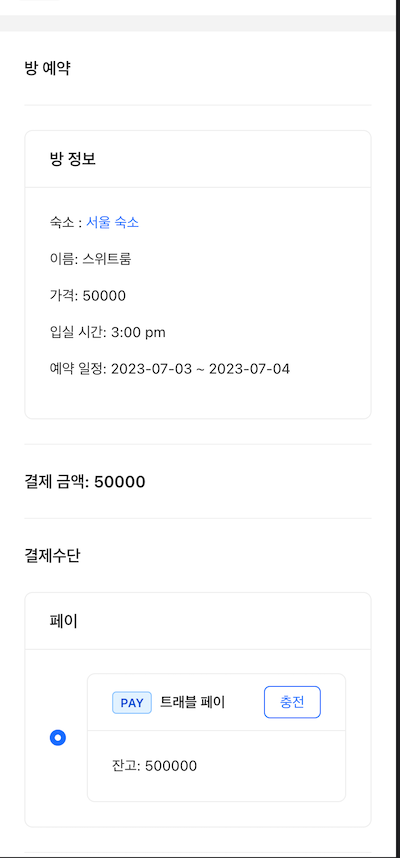 방 예약
방 정보
숙소 : 서울 숙소
이름: 스위트룸
가격: 50000
입실 시간: 3:00 pm
예약 일정: 2023-07-03 ~ 2023-07-04
결제 금액: 50000
결제수단
페이
PAY 트래블 페이 충전
잔고: 500000